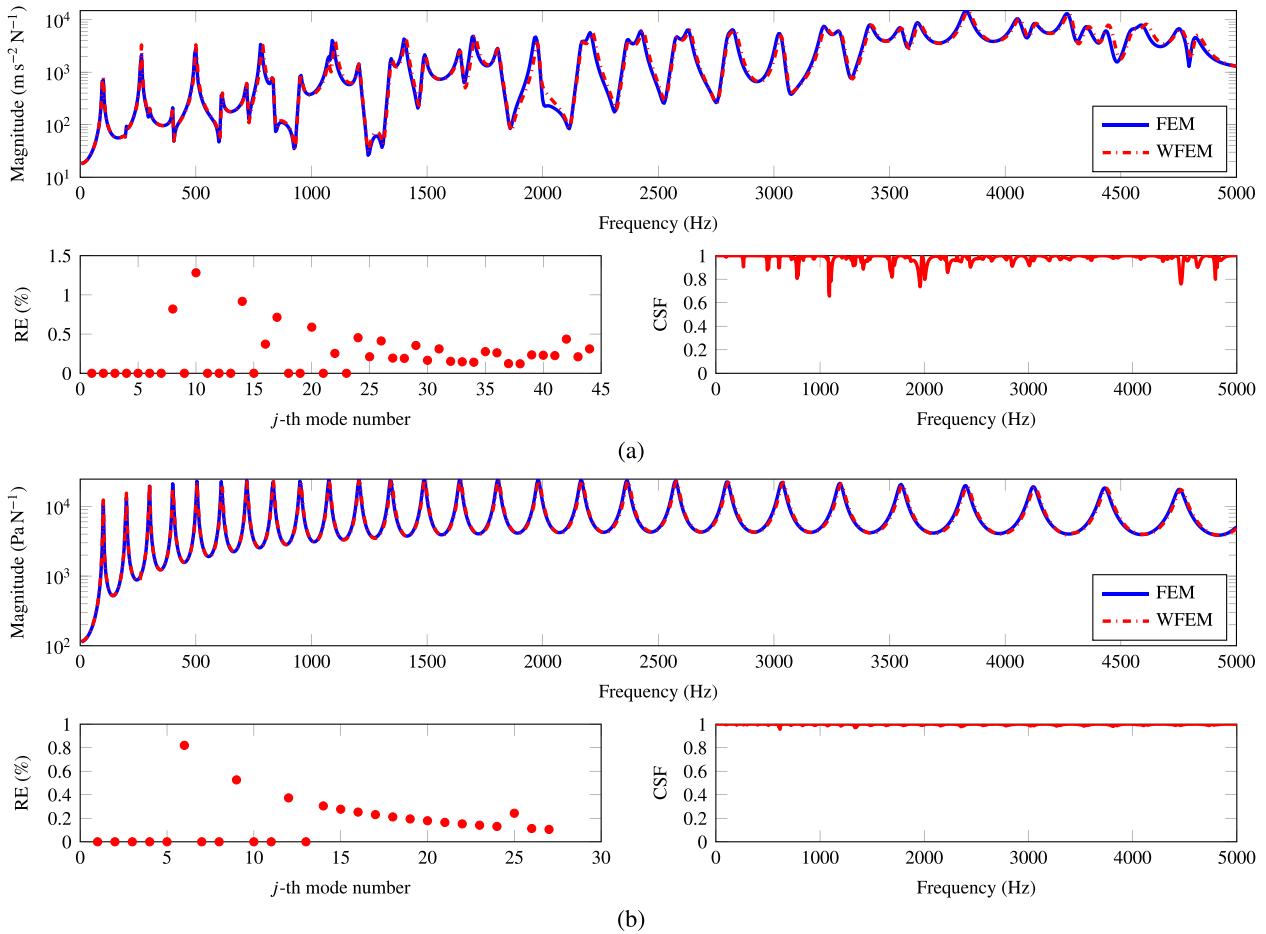 10⁴
10³
10²
10¹
Magnitude (m s⁻² N⁻¹)
FEM
WFEM
0 500 1000 1500 2000 2500 3000 3500 4000 4500 5000
Frequency (Hz)
1.5
1
0.5
0
RE (%)
0 5 10 15 20 25 30 35 40 45
j-th mode number
1
0.8
0.6
0.4
0.2
0
CSF
0 1000 2000 3000 4000 5000
Frequency (Hz)
(a)
10⁴
10³
10²
Magnitude (Pa N⁻¹)
FEM
WFEM
0 500 1000 1500 2000 2500 3000 3500 4000 4500 5000
Frequency (Hz)
1
0.8
0.6
0.4
0.2
0
RE (%)
0 5 10 15 20 25 30
j-th mode number
1
0.8
0.6
0.4
0.2
0
CSF
0 1000 2000 3000 4000 5000
Frequency (Hz)
(b)